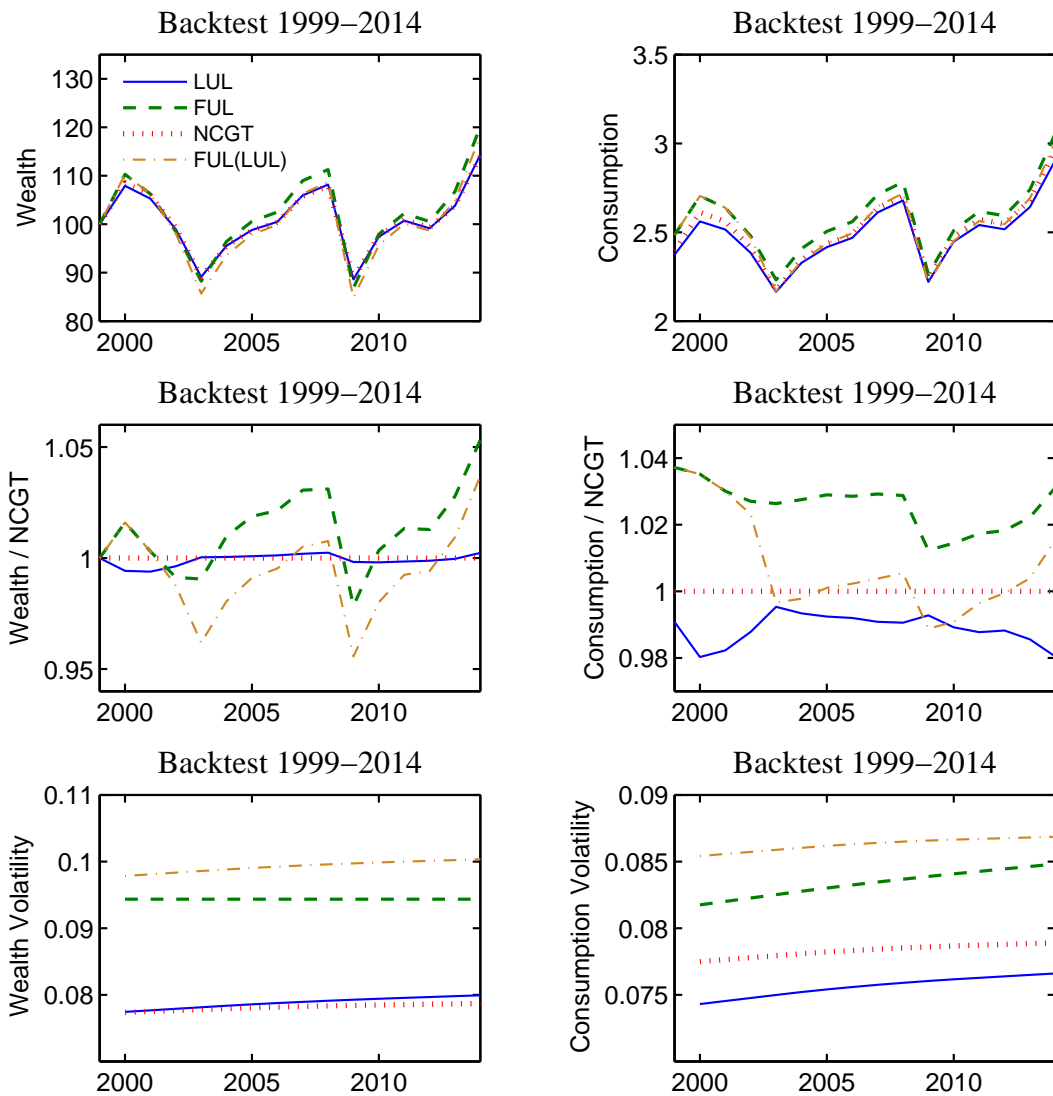 Backtest 1999−2014
Wealth
130
120
110
100
90
80
LUL
FUL
NCGT
FUL(LUL)
2000 2005 2010
Backtest 1999−2014
Consumption
3.5
3
2.5
2
2000 2005 2010
Backtest 1999−2014
Wealth / NCGT
1.05
1
0.95
2000 2005 2010
Backtest 1999−2014
Consumption / NCGT
1.04
1.02
1
0.98
2000 2005 2010
Backtest 1999−2014
Wealth Volatility
0.11
0.1
0.09
0.08
2000 2005 2010
Backtest 1999−2014
Consumption Volatility
0.09
0.085
0.08
0.075
2000 2005 2010